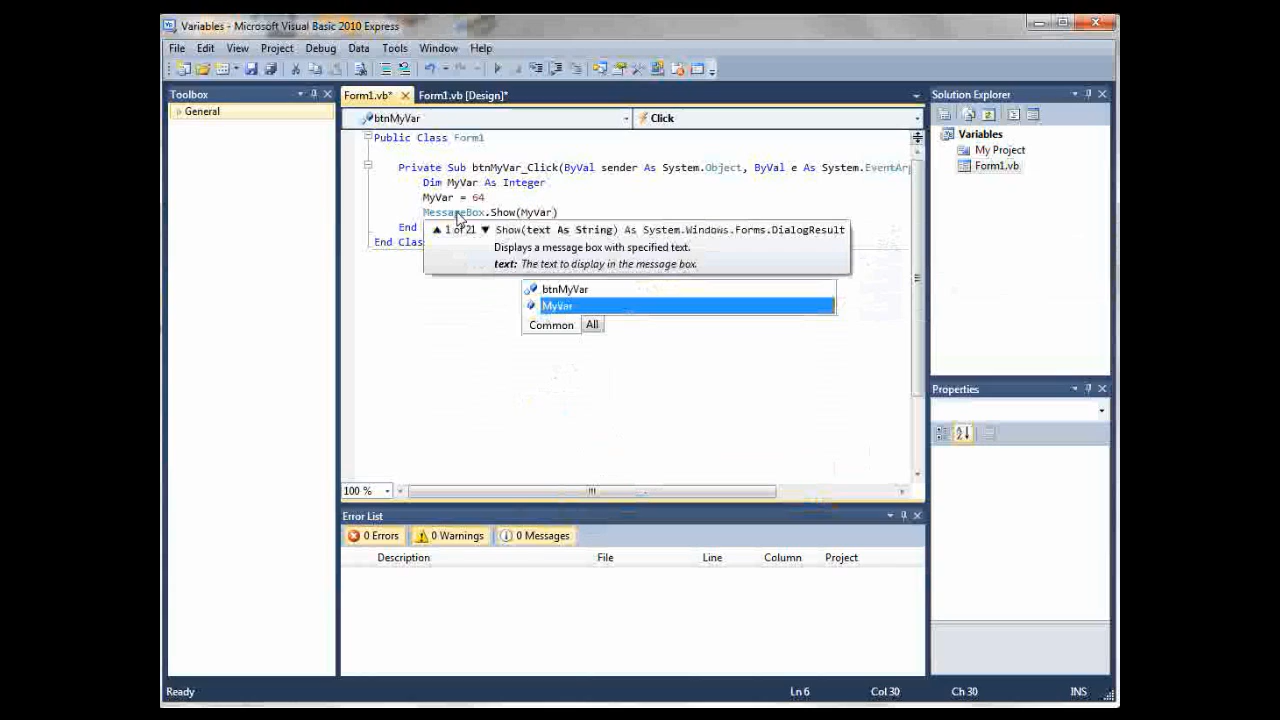 Variables - Microsoft Visual Basic 2010 Express
File Edit View Project Debug Data Tools Window Help
Toolbox
General
Form1.vb* Form1.vb [Design]*
btnMyVar Click
Public Class Form1
Private Sub btnMyVar_Click(ByVal sender As System.Object, ByVal e As System.EventArg
Dim MyVar As Integer
MyVar = 64
MessageBox.Show(MyVar)
End
End Clas
1 of 21 Show(text As String) As System.Windows.Forms.DialogResult
Displays a message box with specified text.
text: The text to display in the message box.
btnMyVar
MyVar
Common All
100 %
Solution Explorer
Variables
My Project
Form1.vb
Properties
Error List
0 Errors 0 Warnings 0 Messages
Description File Line Column Project
Ready Ln 6 Col 30 Ch 30 INS